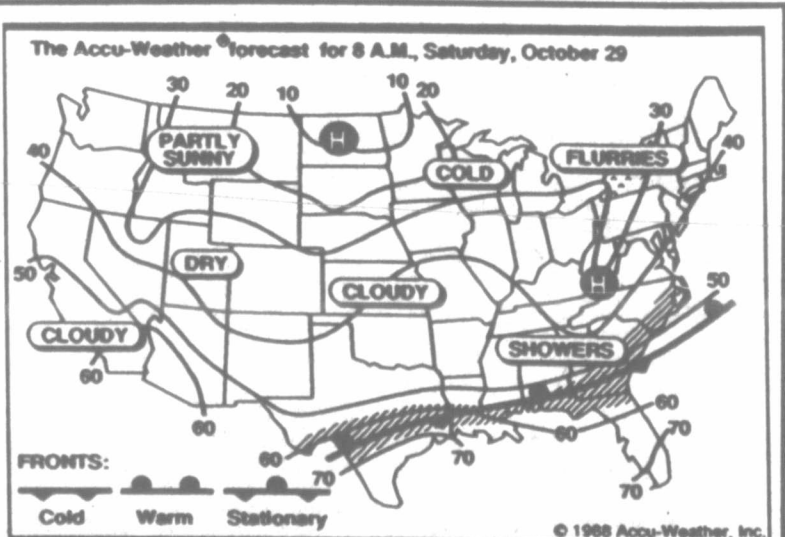 The Accu-Weather ® forecast for 8 A.M., Saturday, October 29
30 20 10 10 20 30
PARTLY
SUNNY
COLD
FLURRIES
40 40
H
50 DRY
CLOUDY
H
50
CLOUDY
SHOWERS
60
60
60 60
60
70 70
70
70
FRONTS:
Cold Warm Stationary
© 1988 Accu-Weather, Inc.